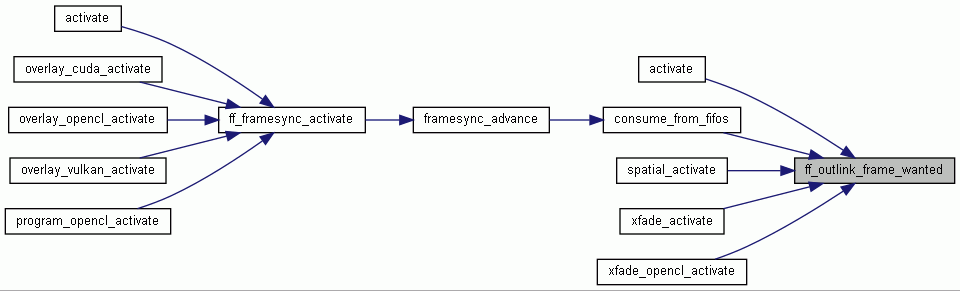 activate
overlay_cuda_activate
overlay_opencl_activate
overlay_vulkan_activate
program_opencl_activate
ff_framesync_activate
framesync_advance
activate
consume_from_fifos
spatial_activate
xfade_activate
xfade_opencl_activate
ff_outlink_frame_wanted